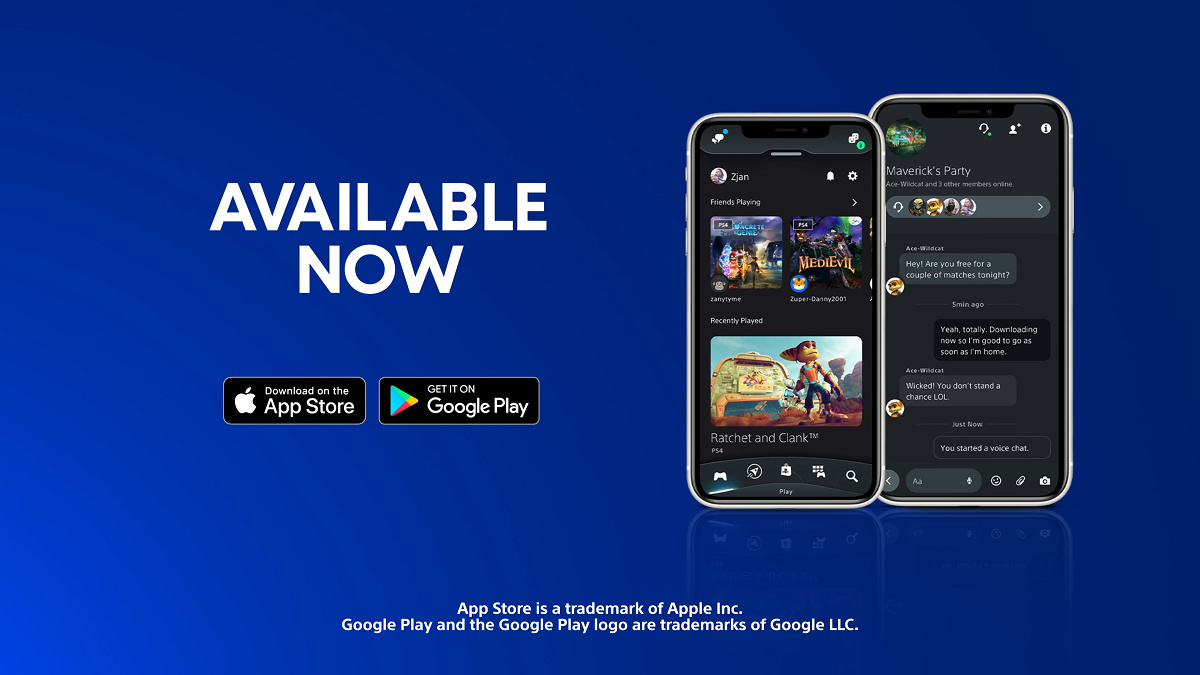 AVAILABLE
NOW
Download on the
App Store
GET IT ON
Google Play
Zjan
Friends Playing
PS4
CONCRETE
GENIE
PS4
MEDIEVIL
zanytyme
Zuper-Danny2001
Recently Played
Ratchet and Clank™
PS4
Play
Maverick's Party
Ace-Wildcat and 3 other members online.
Ace-Wildcat
Hey! Are you free for a
couple of matches tonight?
5min ago
Yeah, totally. Downloading
now so I'm good to go as
soon as I'm home.
Ace-Wildcat
Wicked! You don't stand a
chance LOL.
Just Now
You started a voice chat.
Aa
App Store is a trademark of Apple Inc.
Google Play and the Google Play logo are trademarks of Google LLC.